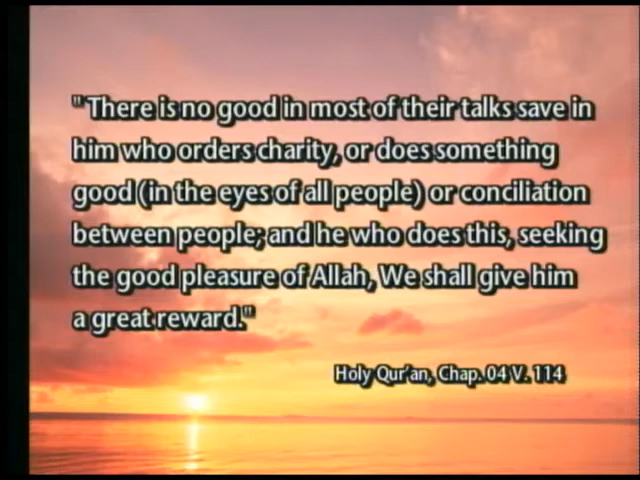 " There is no good in most of their talks save in
him who orders charity, or does something
good (in the eyes of all people) or conciliation
between people; and he who does this, seeking
the good pleasure of Allah, We shall give him
a great reward."
Holy Qur'an, Chap. 04 V. 114